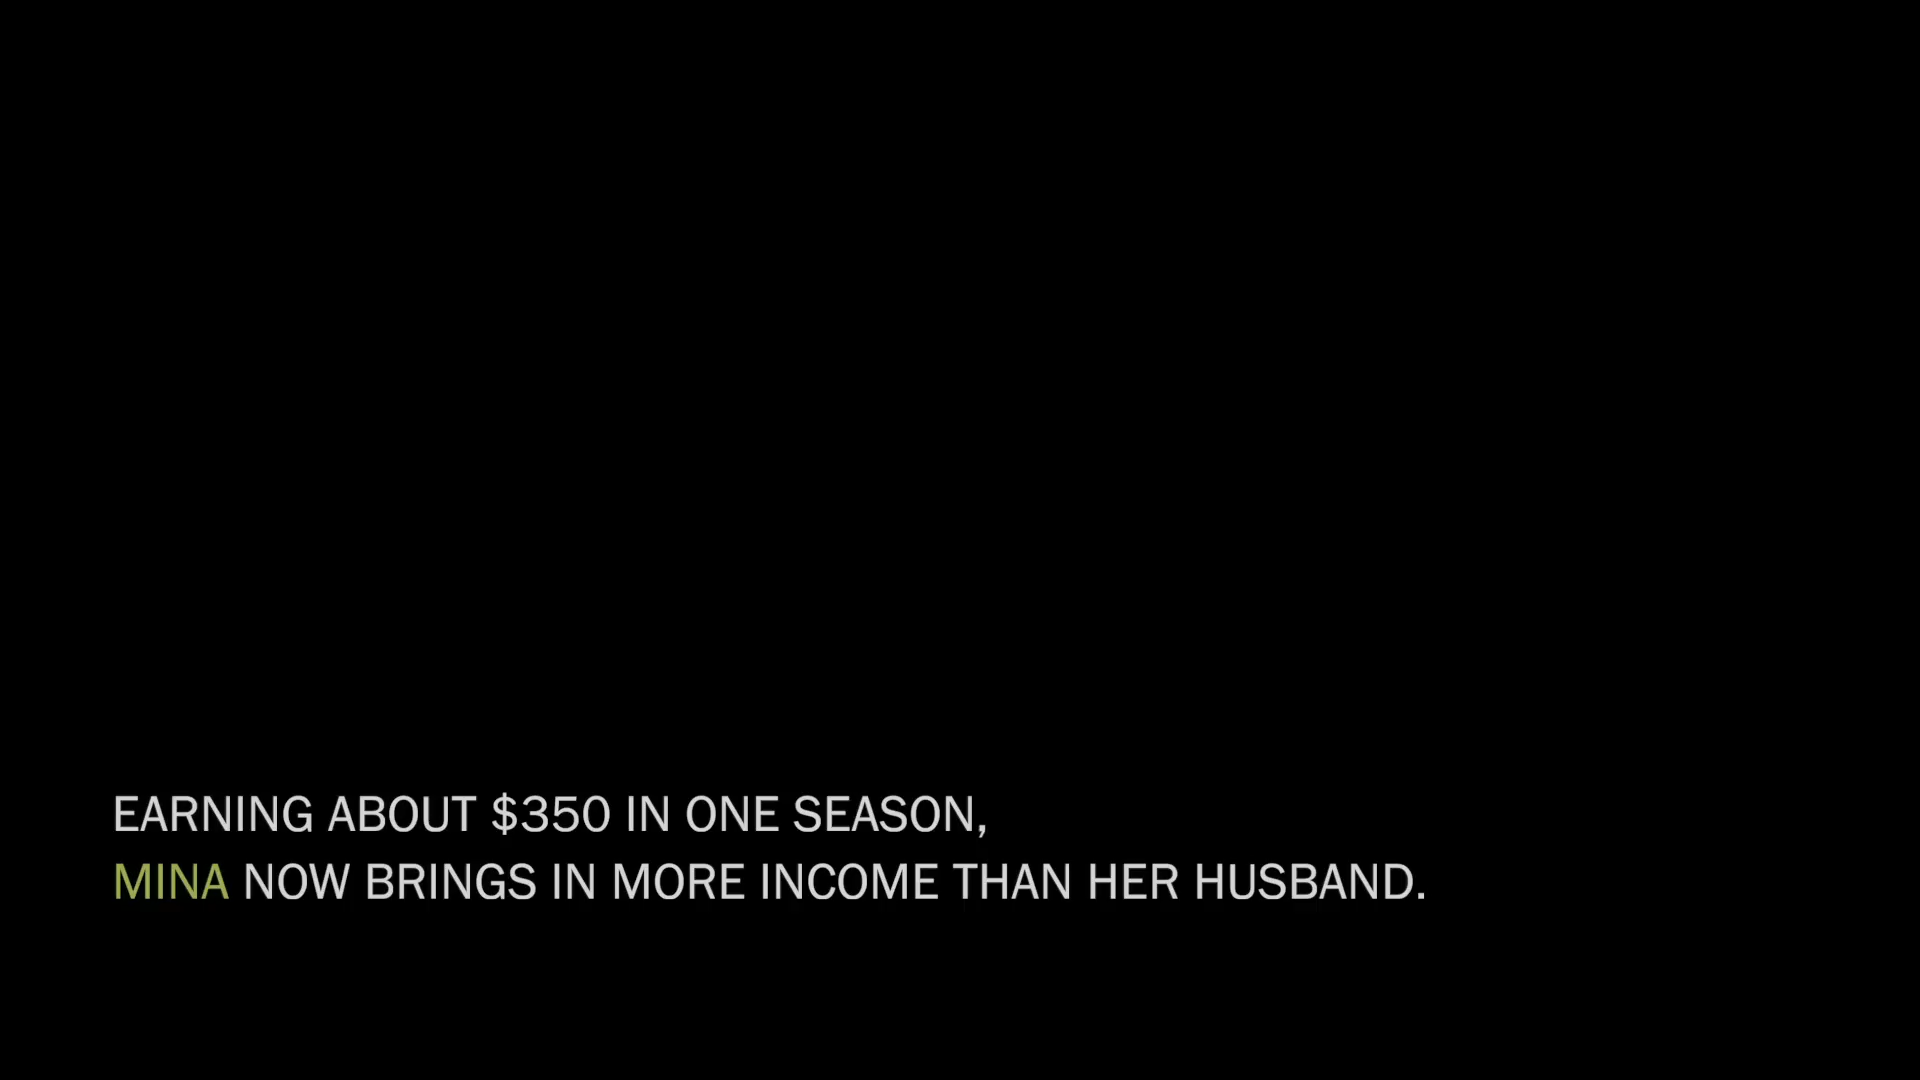 EARNING ABOUT $350 IN ONE SEASON,
MINA NOW BRINGS IN MORE INCOME THAN HER HUSBAND.